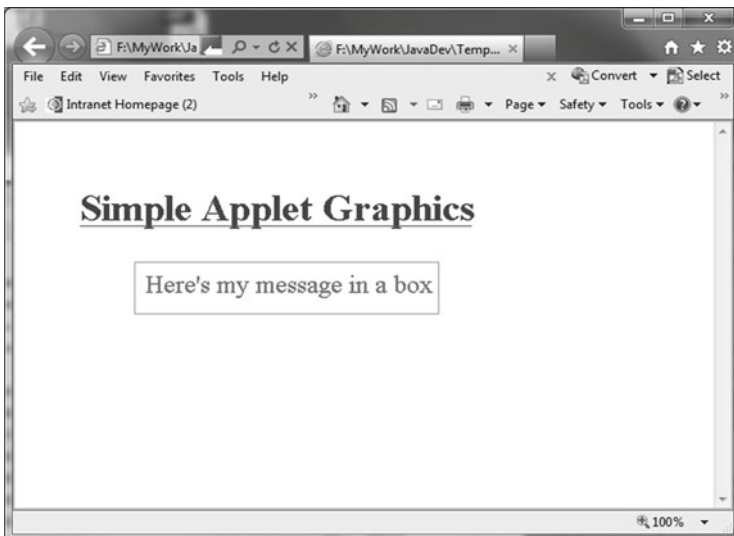 F:\MyWork\Ja
F:\MyWork\JavaDev\Temp...
File Edit View Favorites Tools Help
x Convert Select
Intranet Homepage (2) » Page Safety Tools »
Simple Applet Graphics
Here's my message in a box
100%